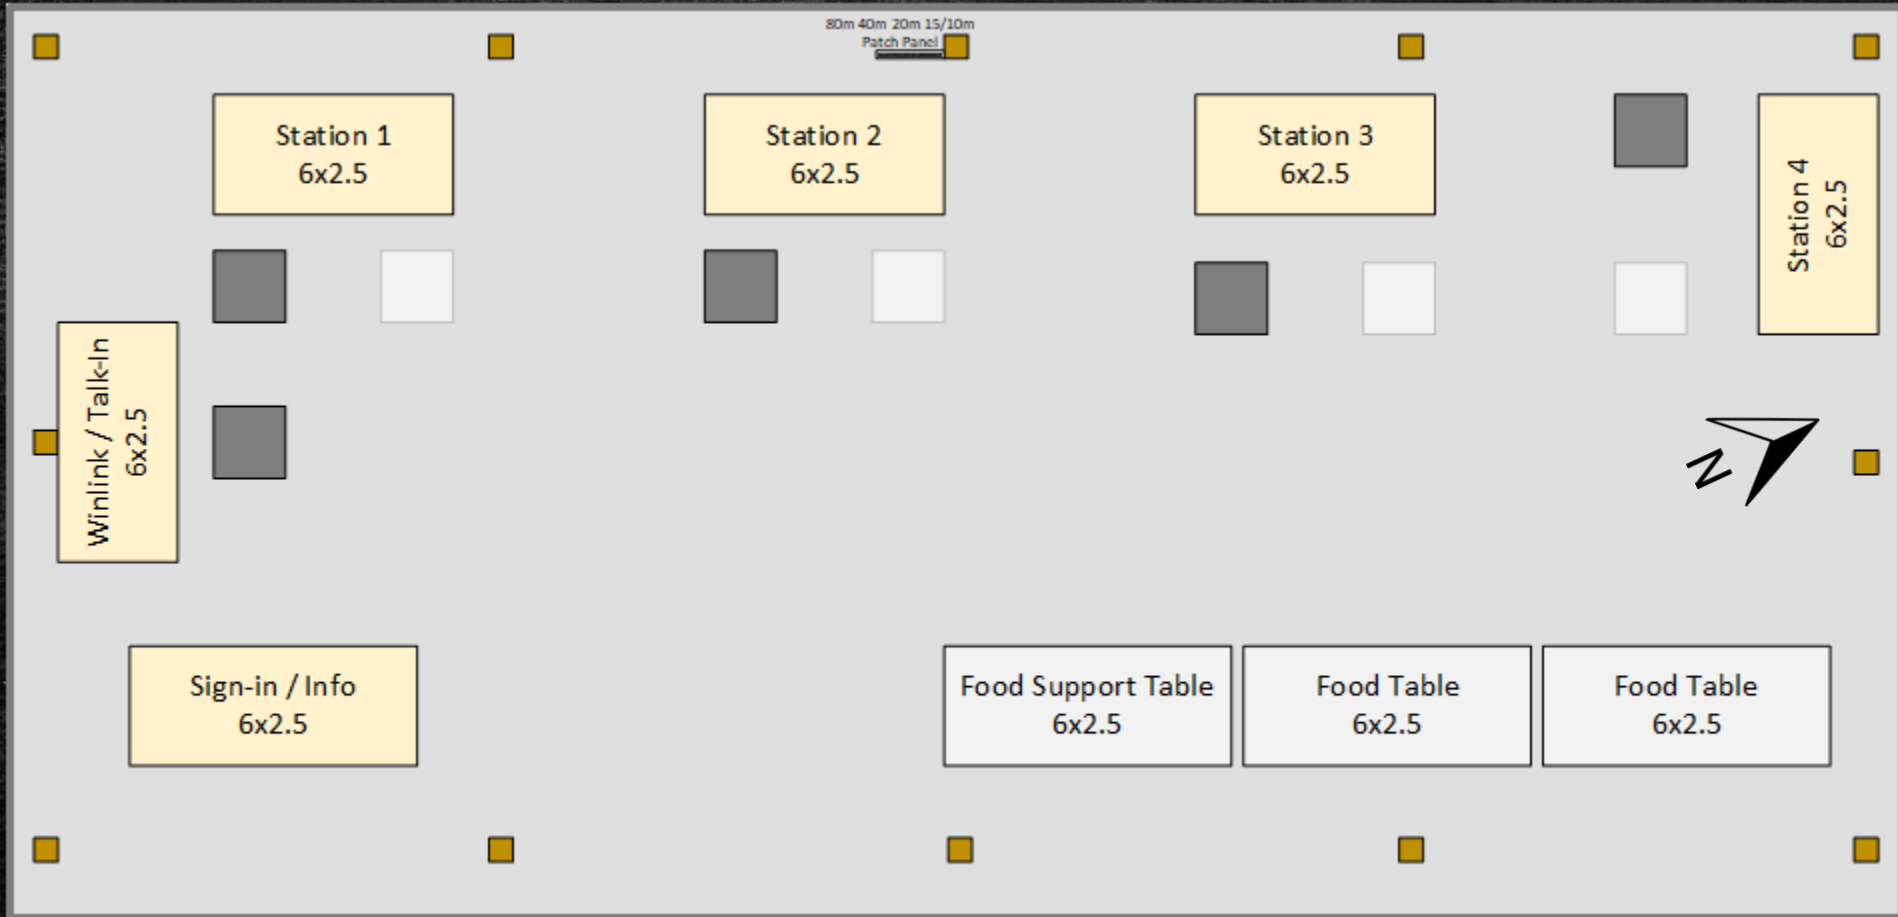 80m 40m 20m 15/10m
Patch Panel
Station 1
6x2.5
Station 2
6x2.5
Station 3
6x2.5
Station 4
6x2.5
Winlink / Talk-In
6x2.5
N
Sign-in / Info
6x2.5
Food Support Table
6x2.5
Food Table
6x2.5
Food Table
6x2.5